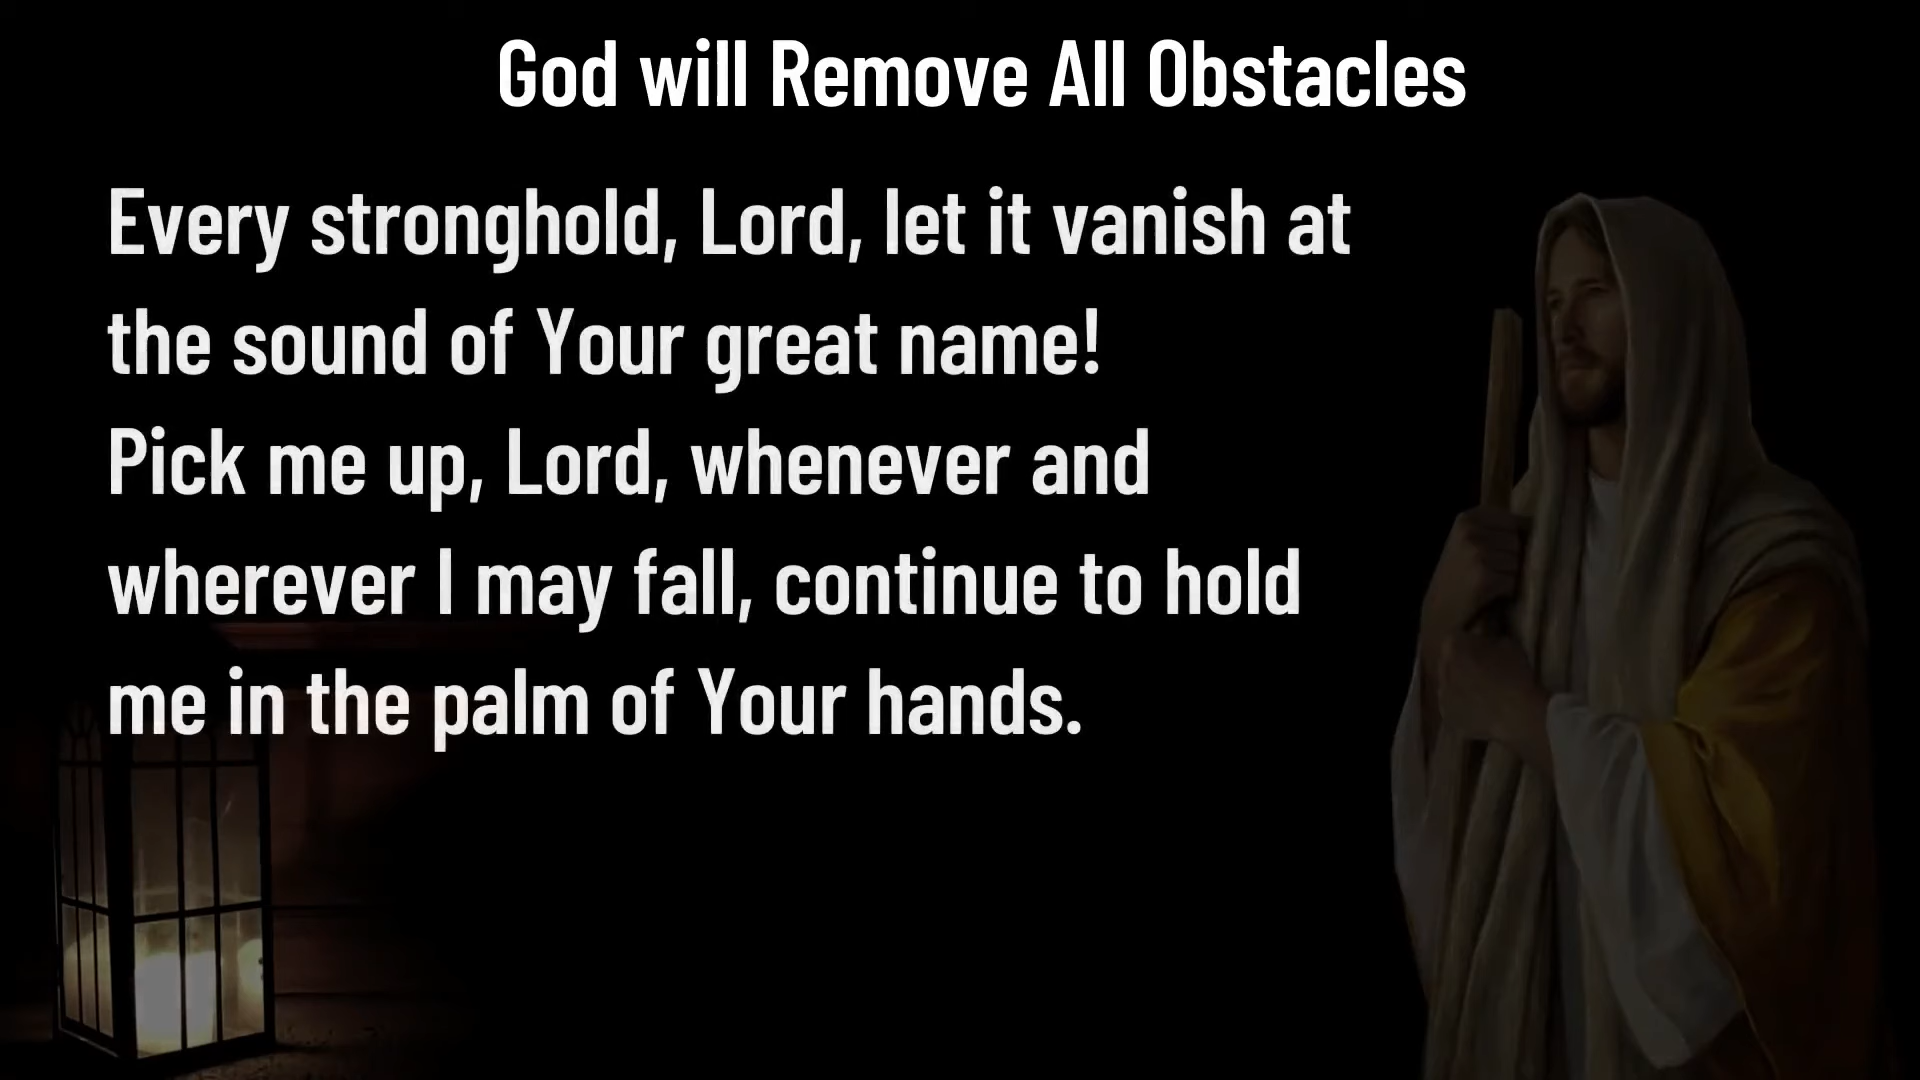 God will Remove All Obstacles
Every stronghold, Lord, let it vanish at
the sound of Your great name!
Pick me up, Lord, whenever and
wherever I may fall, continue to hold
me in the palm of Your hands.